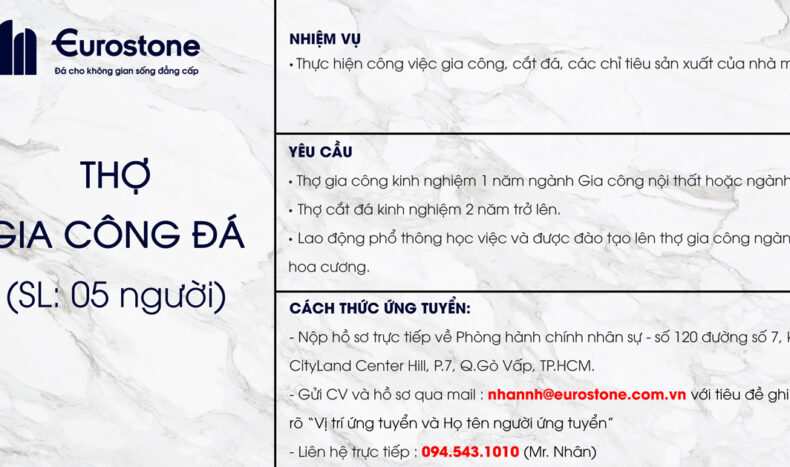 Eurostone
Đá cho không gian sống đẳng cấp
THỢ
GIA CÔNG ĐÁ
(SL: 05 người)
NHIỆM VỤ
• Thực hiện công việc gia công, cắt đá, các chỉ tiêu sản xuất của nhà m
YÊU CẦU
• Thợ gia công kinh nghiệm 1 năm ngành Gia công nội thất hoặc ngành
• Thợ cắt đá kinh nghiệm 2 năm trở lên.
• Lao động phổ thông học việc và được đào tạo lên thợ gia công ngàn
hoa cương.
CÁCH THỨC ỨNG TUYỂN:
- Nộp hồ sơ trực tiếp về Phòng hành chính nhân sự - số 120 đường số 7, K
CityLand Center Hill, P.7, Q.Gò Vấp, TP.HCM.
- Gửi CV và hồ sơ qua mail : nhannh@eurostone.com.vn với tiêu đề ghi
rõ “Vị trí ứng tuyển và Họ tên người ứng tuyển”
- Liên hệ trực tiếp : 094.543.1010 (Mr. Nhân)